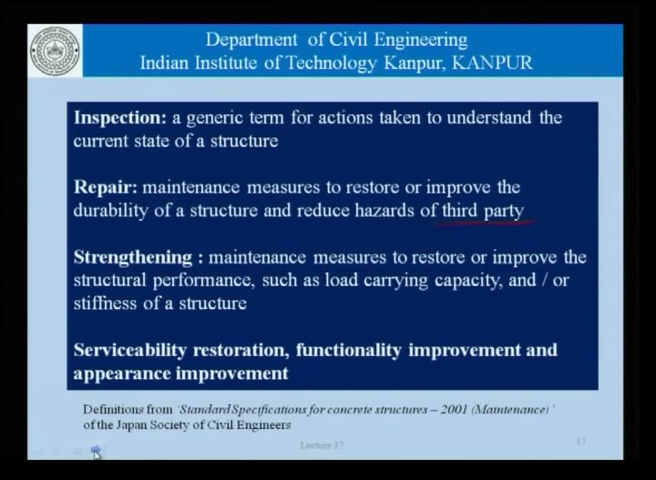 Department of Civil Engineering
Indian Institute of Technology Kanpur, KANPUR
Inspection: a generic term for actions taken to understand the
current state of a structure
Repair: maintenance measures to restore or improve the
durability of a structure and reduce hazards of third party
Strengthening : maintenance measures to restore or improve the
structural performance, such as load carrying capacity, and / or
stiffness of a structure
Serviceability restoration, functionality improvement and
appearance improvement
Definitions from ‘Standard Specifications for concrete structures – 2001 (Maintenance)’
of the Japan Society of Civil Engineers
Lecture 37
17